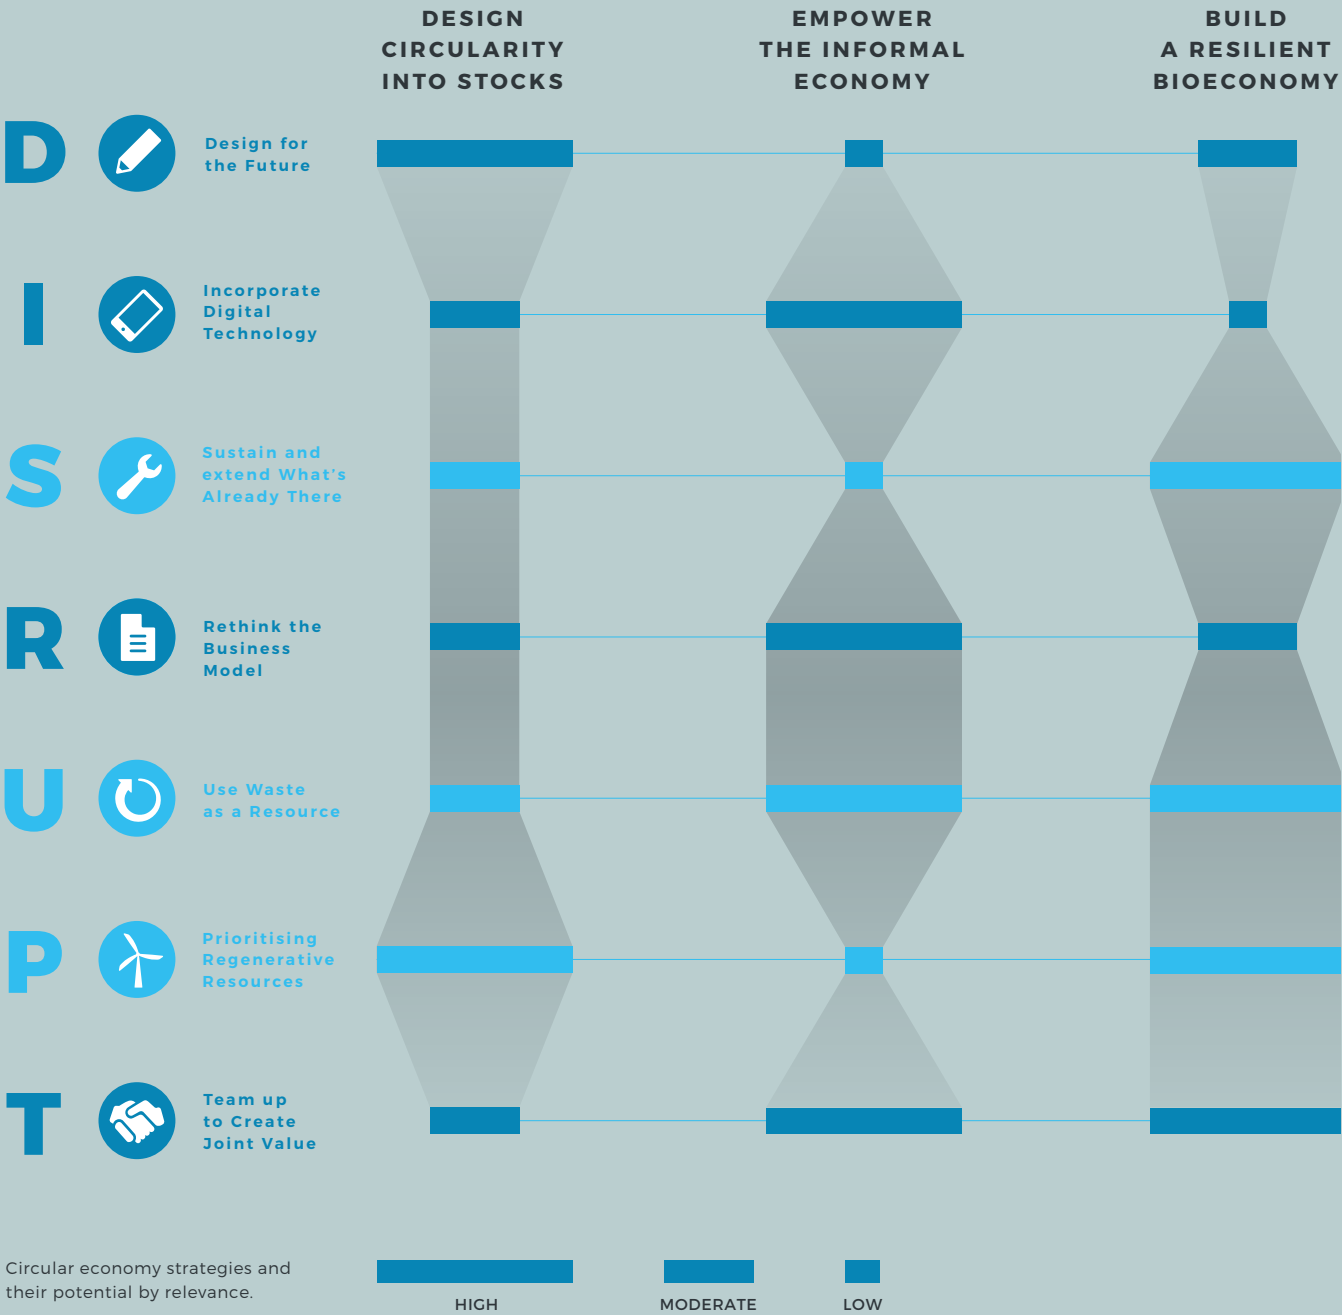 DESIGN
CIRCULARITY
INTO STOCKS
EMPOWER
THE INFORMAL
ECONOMY
BUILD
A RESILIENT
BIOECONOMY
D
Design for
the Future
I
Incorporate
Digital
Technology
S
Sustain and
extend What's
Already There
R
Rethink the
Business
Model
U
Use Waste
as a Resource
P
Prioritising
Regenerative
Resources
T
Team up
to Create
Joint Value
Circular economy strategies and
their potential by relevance.
HIGH
MODERATE
LOW